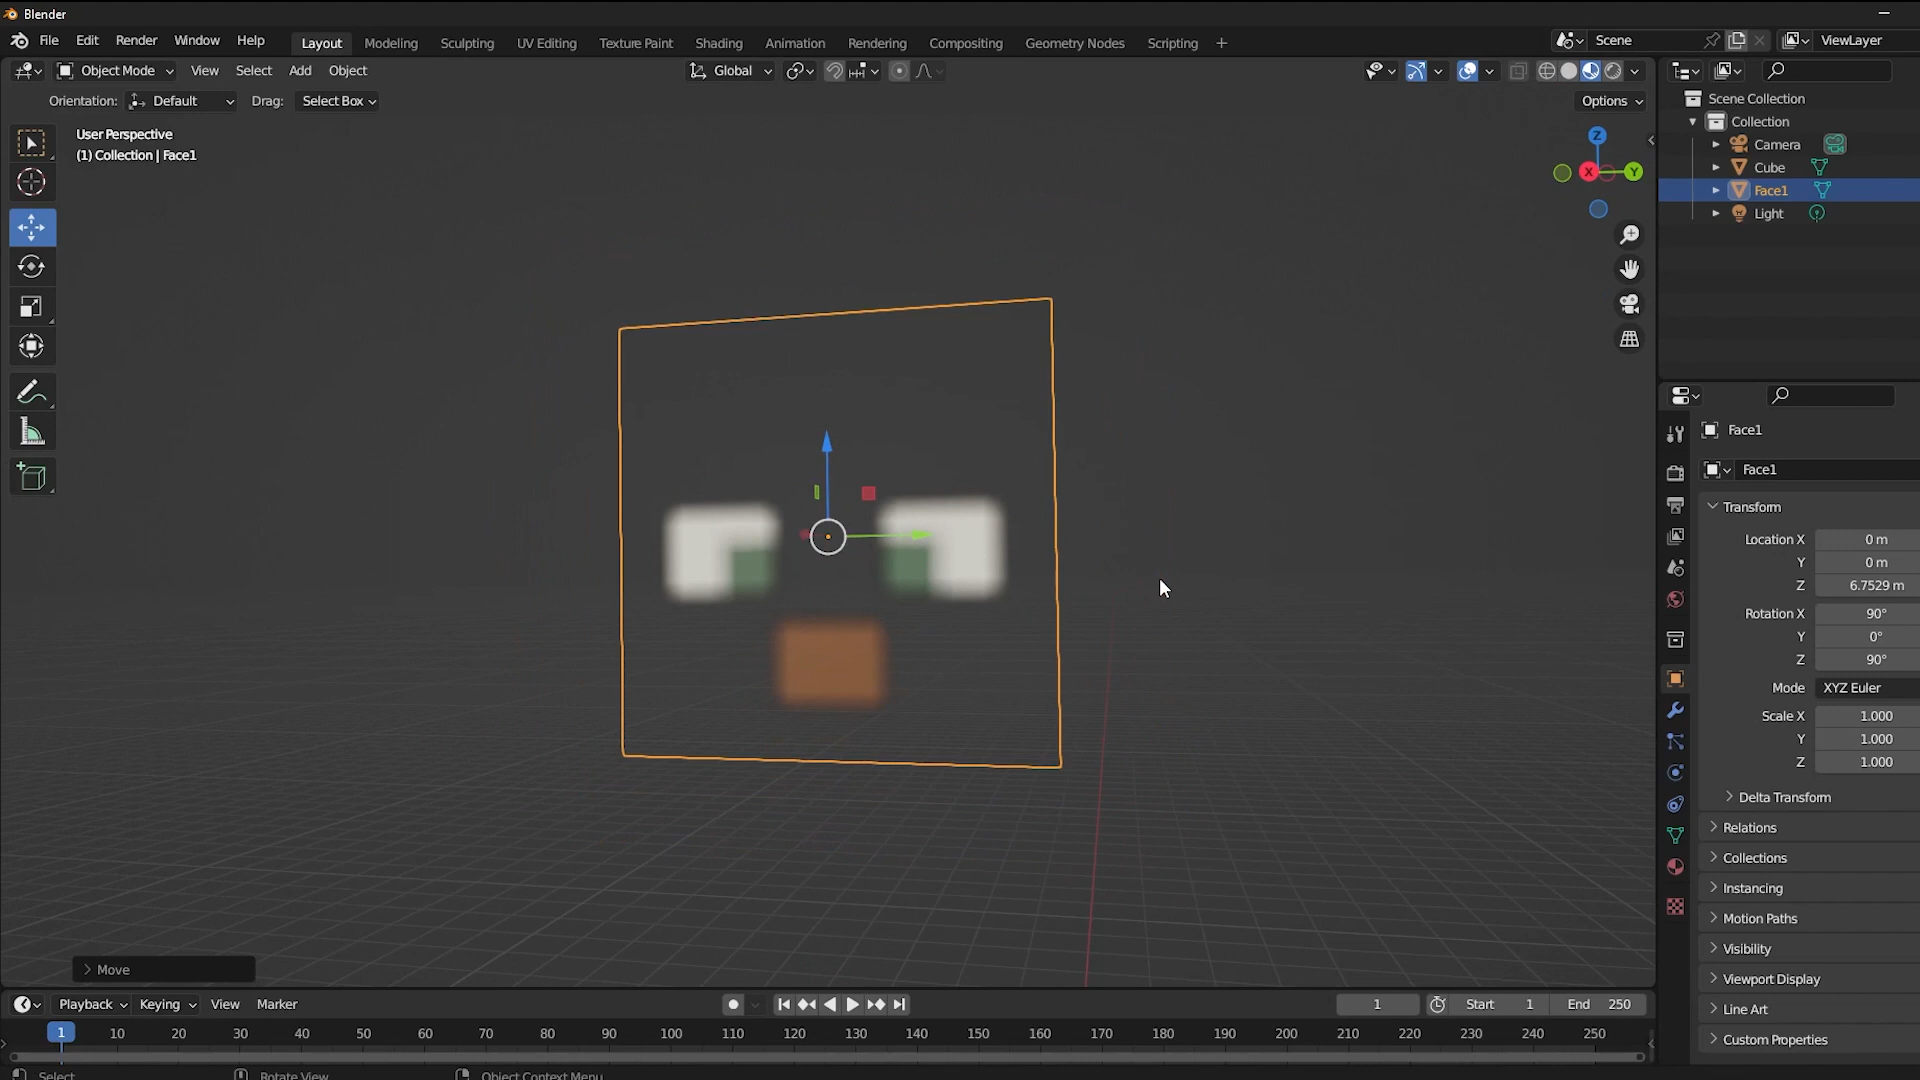 Blender
File Edit Render Window Help Layout Modeling Sculpting UV Editing Texture Paint Shading Animation Rendering Compositing Geometry Nodes Scripting + Scene ViewLayer
Object Mode View Select Add Object Global
Orientation: Default Drag: Select Box Options
User Perspective
(1) Collection | Face1
Z
X Y
Move
Scene Collection
Collection
Camera
Cube
Face1
Light
Face1
Face1
Transform
Location X 0 m
Y 0 m
Z 6.7529 m
Rotation X 90°
Y 0°
Z 90°
Mode XYZ Euler
Scale X 1.000
Y 1.000
Z 1.000
Delta Transform
Relations
Collections
Instancing
Motion Paths
Visibility
Viewport Display
Line Art
Custom Properties
Playback Keying View Marker 1 Start 1 End 250
1 10 20 30 40 50 60 70 80 90 100 110 120 130 140 150 160 170 180 190 200 210 220 230 240 250
Select Rotate View Object Context Menu